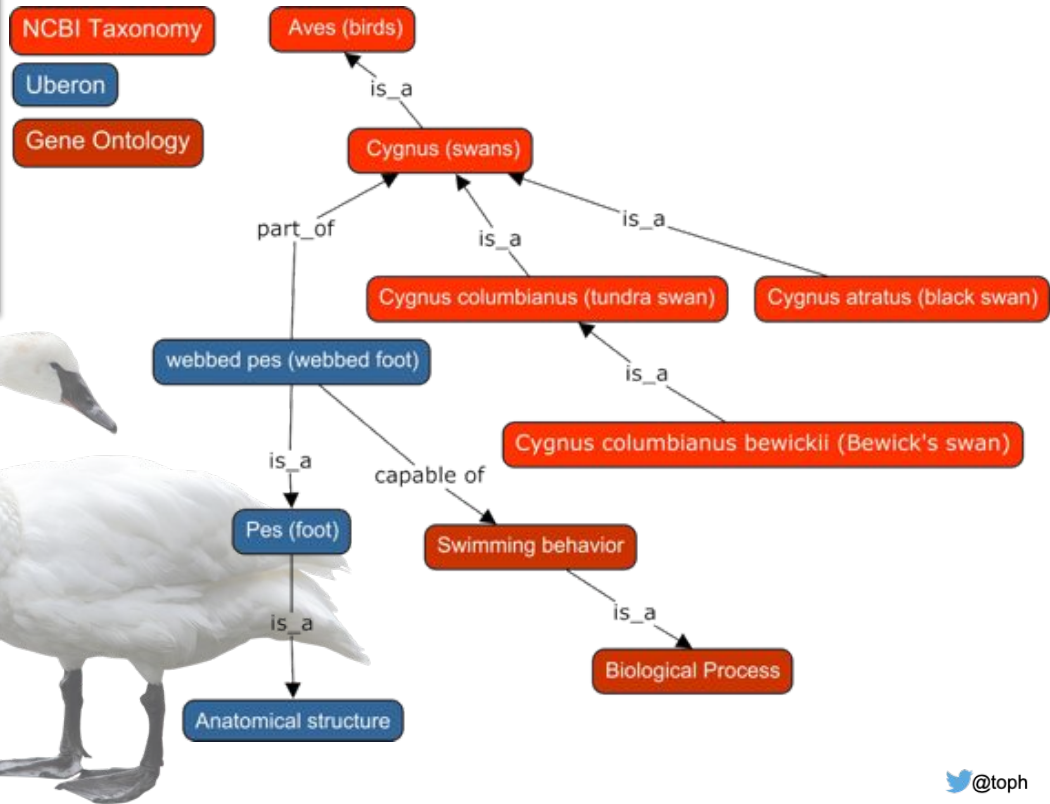 NCBI Taxonomy
Aves (birds)
Uberon
is_a
Gene Ontology
Cygnus (swans)
part_of
is_a
is_a
Cygnus columbianus (tundra swan)
Cygnus atratus (black swan)
webbed pes (webbed foot)
is_a
Cygnus columbianus bewickii (Bewick's swan)
is_a
capable of
Pes (foot)
Swimming behavior
is_a
is_a
Biological Process
Anatomical structure
@toph